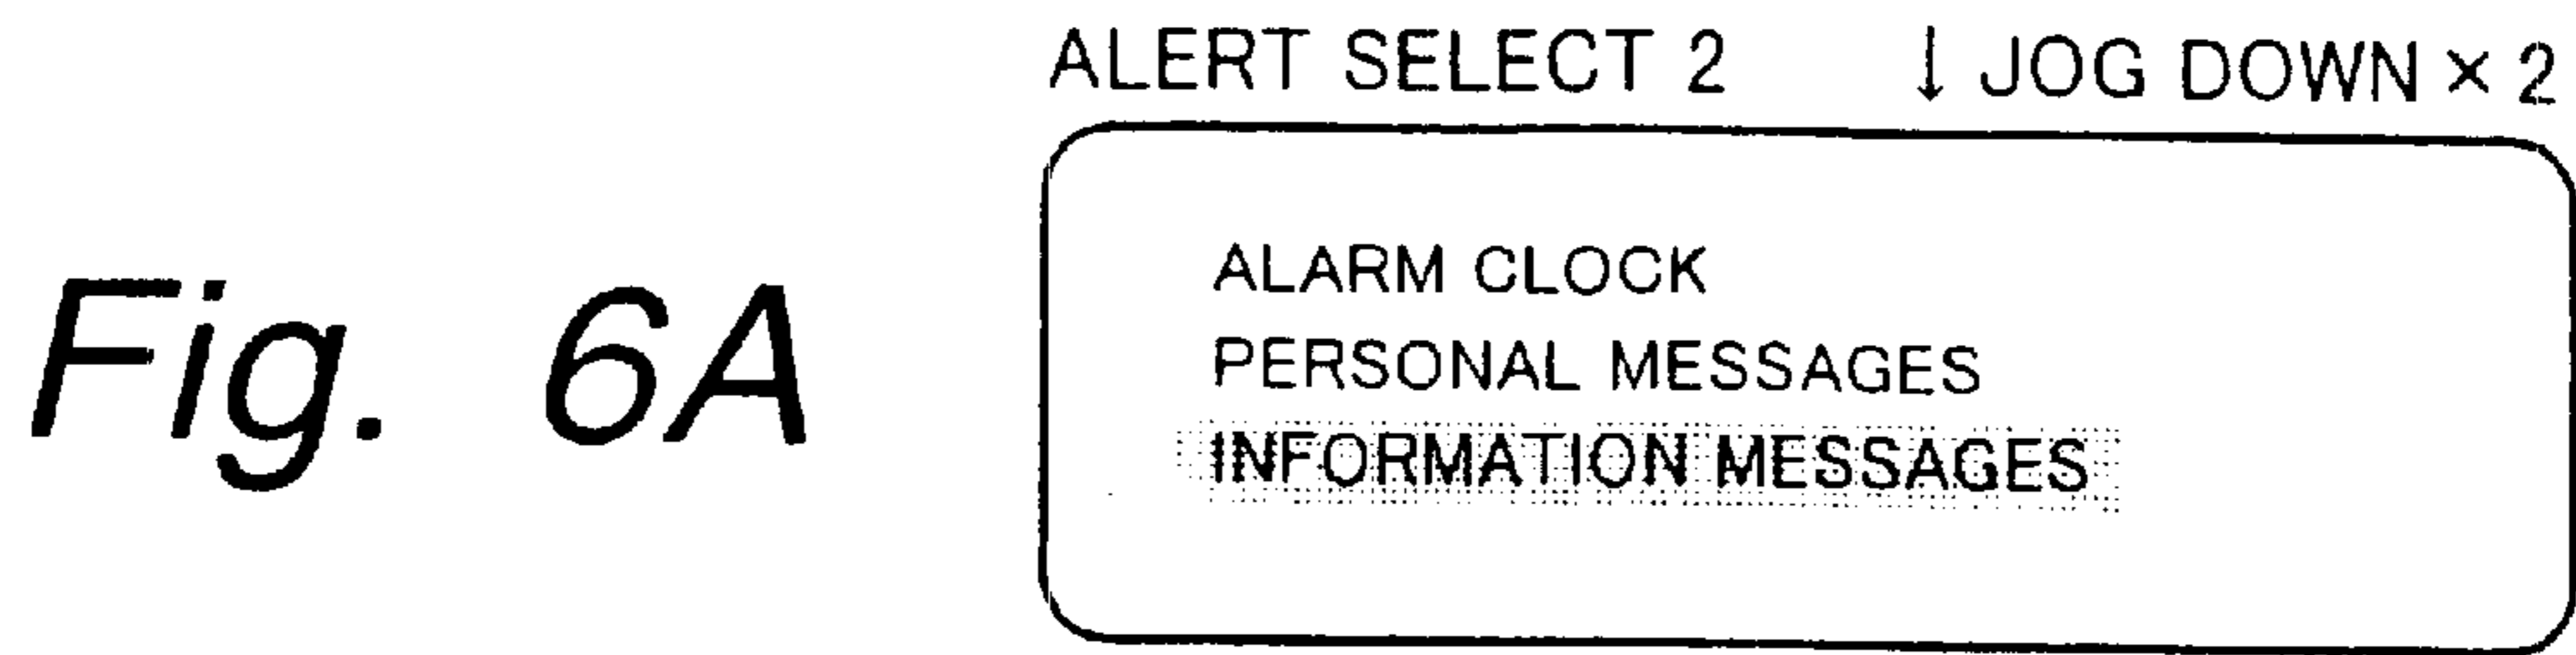 ALERT SELECT 2 ↓ JOG DOWN × 2
ALARM CLOCK
PERSONAL MESSAGES
INFORMATION MESSAGES
Fig. 6A